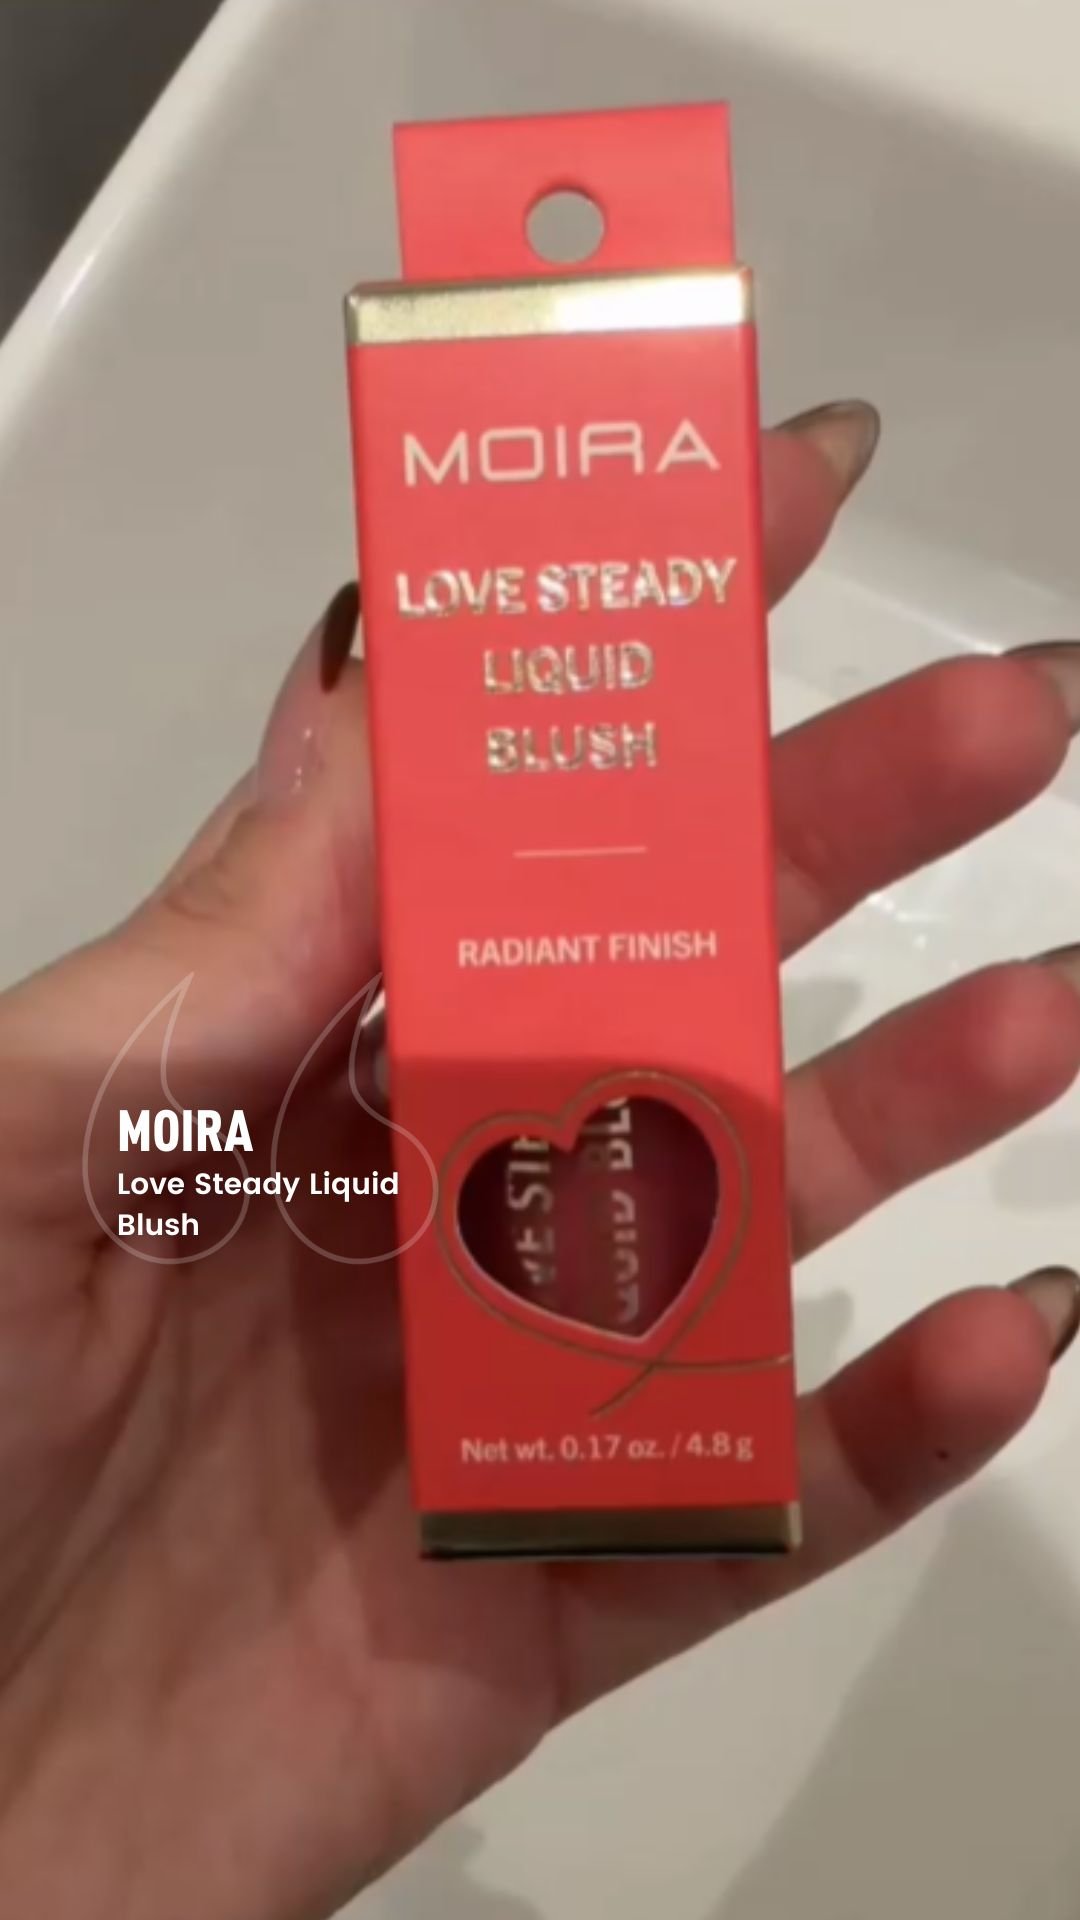 MOIRA
LOVE STEADY
LIQUID
BLUSH
RADIANT FINISH
Net wt. 0.17 oz. / 4.8 g
MOIRA
Love Steady Liquid
Blush